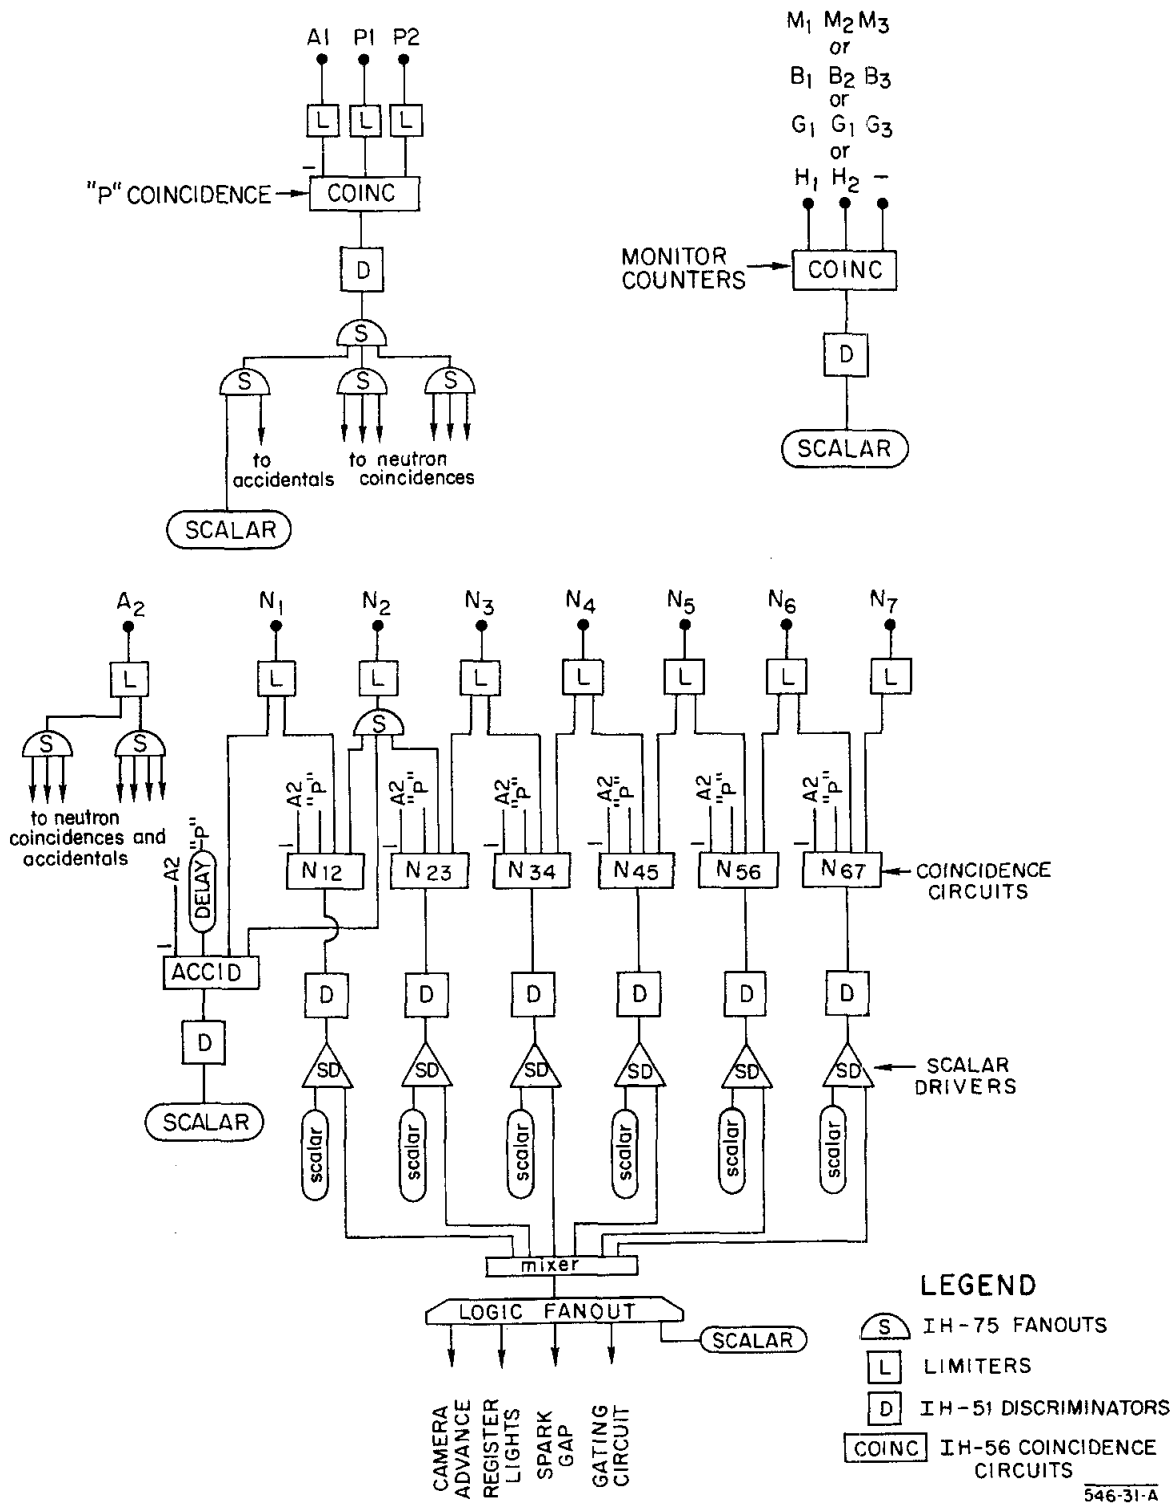 A1 P1 P2
L L L
–
"P" COINCIDENCE
COINC
D
S
S S S
to
accidentals
to neutron
coincidences
SCALAR
M1 M2 M3
or
B1 B2 B3
or
G1 G1 G3
or
H1 H2 –
MONITOR
COUNTERS
COINC
D
SCALAR
A2 N1 N2 N3 N4 N5 N6 N7
L L L L L L L L
S
S S
to neutron
coincidences and
accidentals
A2 "P" A2 "P" A2 "P" A2 "P" A2 "P" A2 "P"
– – – – – –
N12 N23 N34 N45 N56 N67
COINCIDENCE
CIRCUITS
A2
DELAY "P"
–
ACCID
D
SCALAR
D D D D D D
SD SD SD SD SD SD
SCALAR
DRIVERS
scalar scalar scalar scalar scalar scalar
mixer
LOGIC FANOUT
SCALAR
CAMERA
ADVANCE
REGISTER
LIGHTS
SPARK
GAP
GATING
CIRCUIT
LEGEND
S IH-75 FANOUTS
L LIMITERS
D IH-51 DISCRIMINATORS
COINC IH-56 COINCIDENCE
CIRCUITS
546-31-A